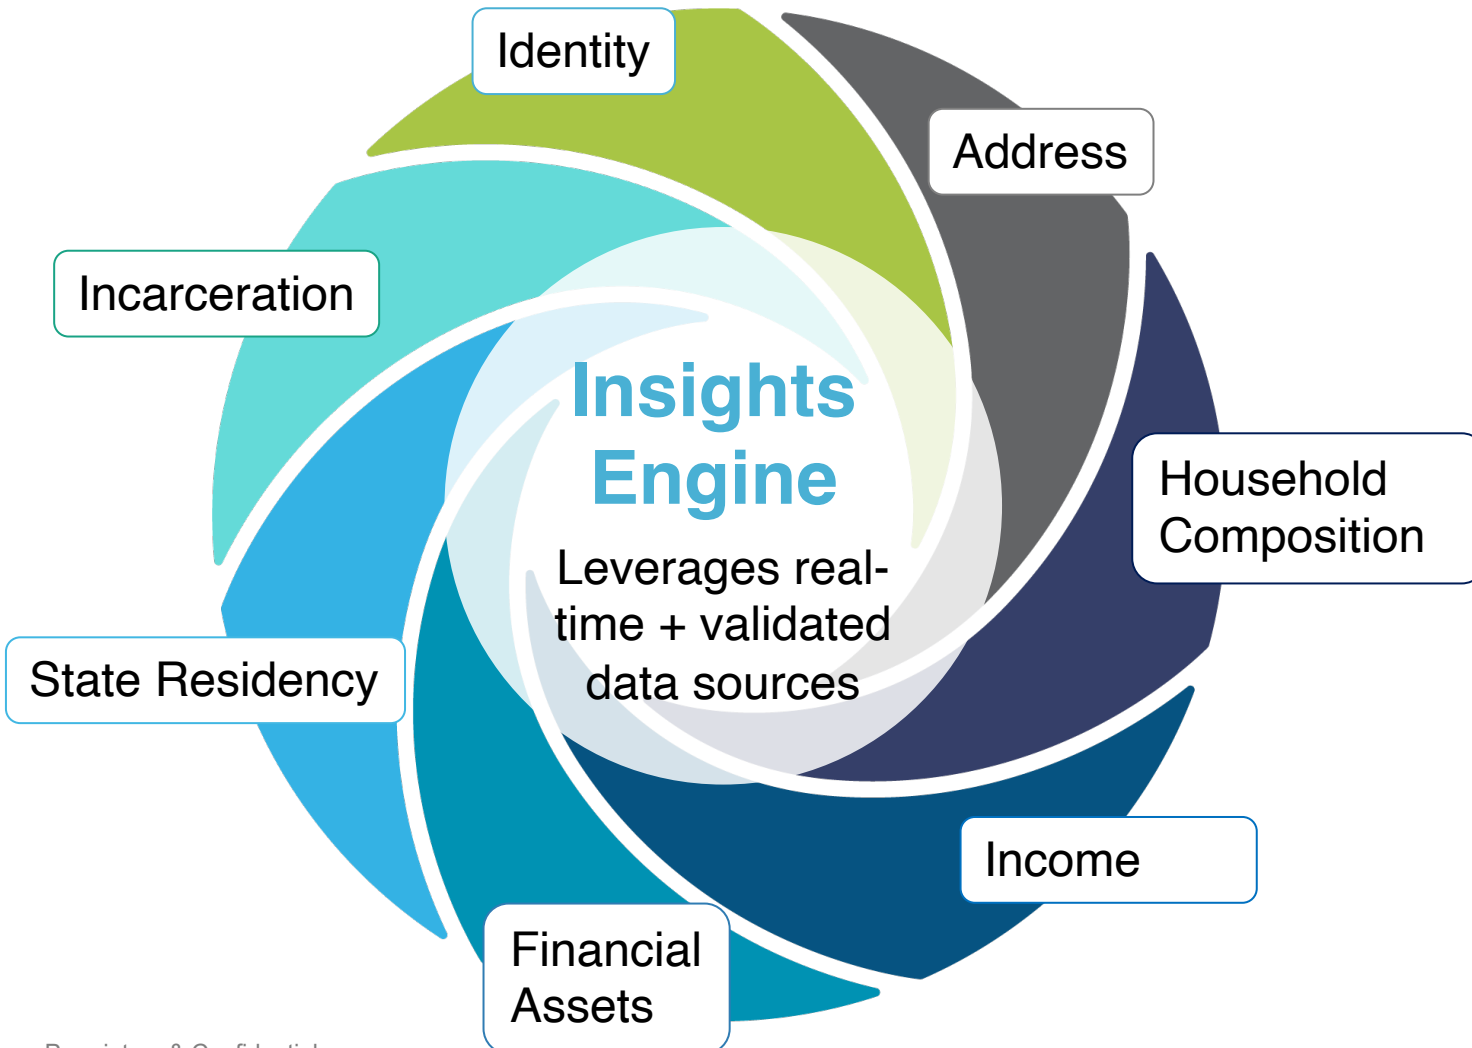 Identity
Address
Incarceration
Insights
Engine
Household
Composition
Leverages real-
time + validated
data sources
State Residency
Income
Financial
Assets